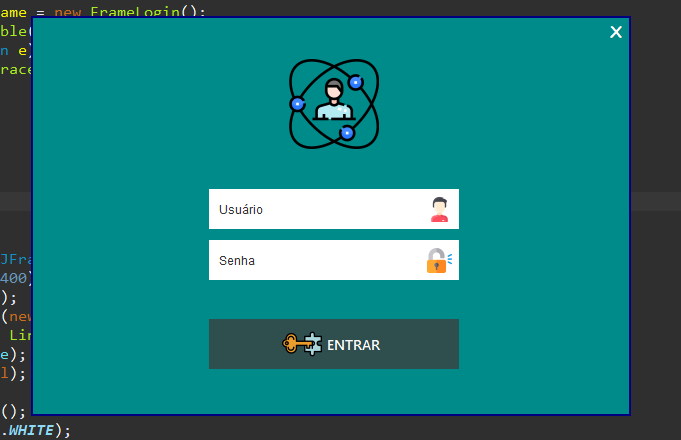 ame = new FrameLogin();
ble(
n e)
race
X
Usuário
Senha
JFra
400)
);
(new
Lin
e);
ENTRAR
l);
();
.WHITE);